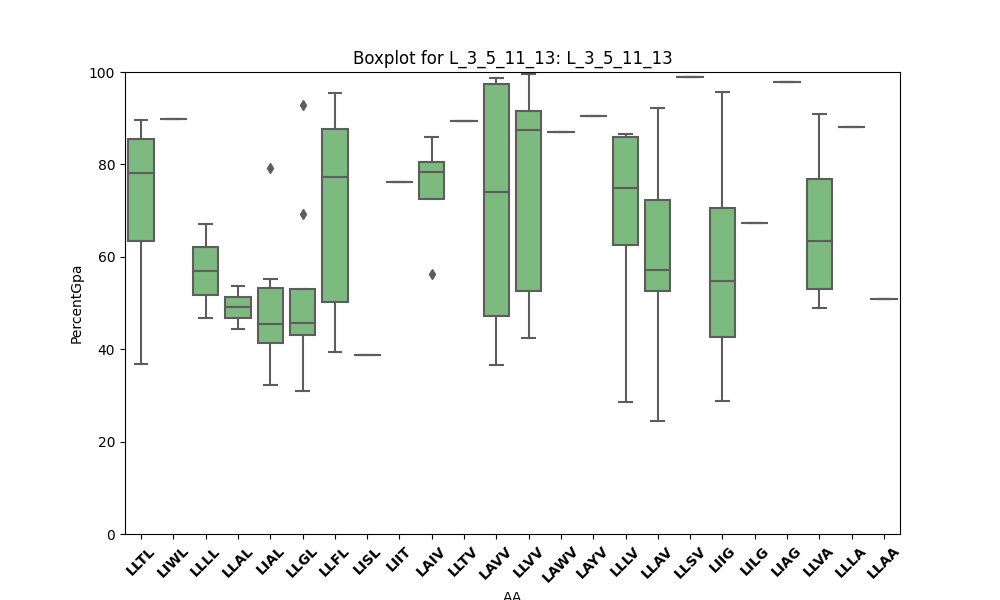 Boxplot for L_3_5_11_13: L_3_5_11_13
100
80
60
40
20
0
PercentGpa
LLTL LIWL LLLL LLAL LIAL LLGL LLFL LISL LIIT LAIV LLTV LAVV LLVV LAWV LAYV LLLV LLAV LLSV LIIG LILG LIAG LLVA LLLA LLAA
AA